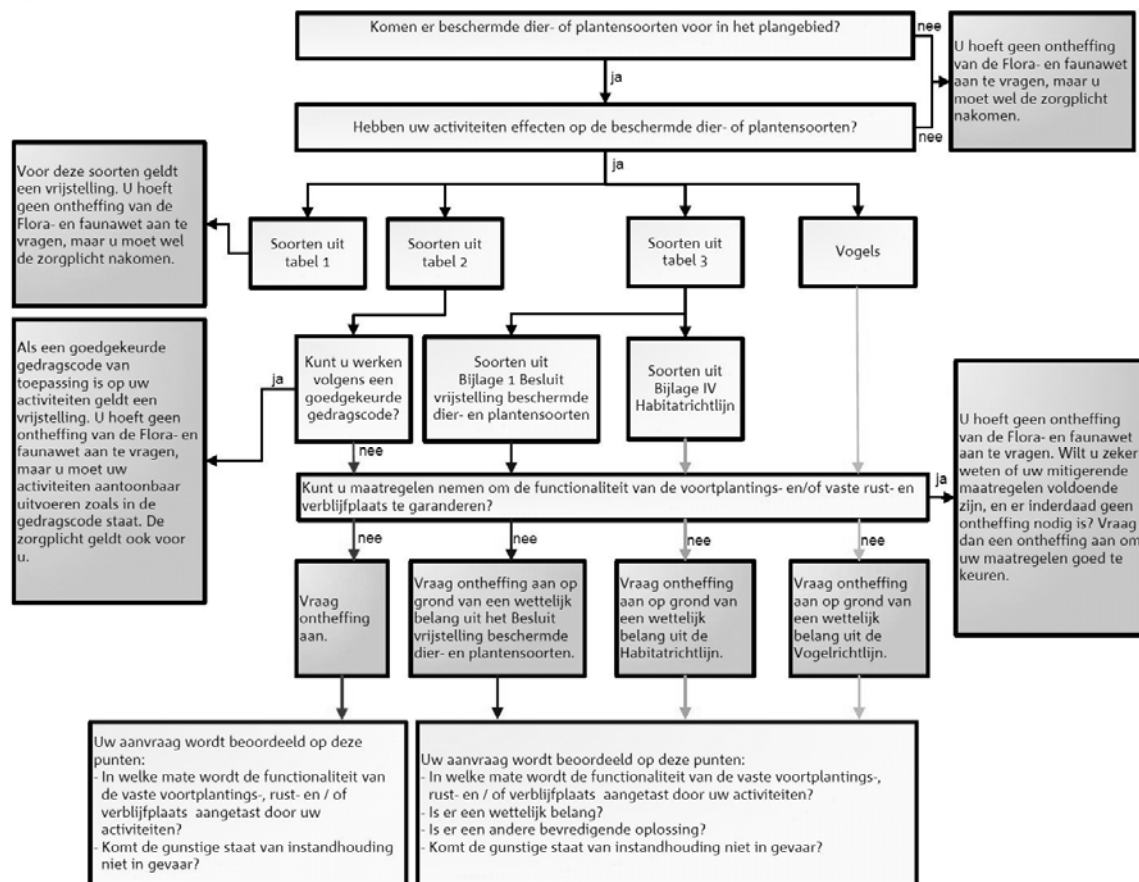 Komen er beschermde dier- of plantensoorten voor in het plangebied?
nee
U hoeft geen ontheffing
van de Flora- en faunawet
aan te vragen, maar u
moet wel de zorgplicht
nakomen.
ja
Hebben uw activiteiten effecten op de beschermde dier- of plantensoorten?
nee
ja
Voor deze soorten geldt
een vrijstelling. U hoeft
geen ontheffing van de
Flora- en faunawet aan te
vragen, maar u moet wel
de zorgplicht nakomen.
Soorten uit
tabel 1
Soorten uit
tabel 2
Soorten uit
tabel 3
Vogels
Als een goedgekeurde
gedragscode van
toepassing is op uw
activiteiten geldt een
vrijstelling. U hoeft geen
ontheffing van de Flora- en
faunawet aan te vragen,
maar u moet uw
activiteiten aantoonbaar
uitvoeren zoals in de
gedragscode staat. De
zorgplicht geldt ook voor
u.
ja
Kunt u werken
volgens een
goedgekeurde
gedragscode?
Soorten uit
Bijlage 1 Besluit
vrijstelling beschermde
dier- en plantensoorten
Soorten uit
Bijlage IV
Habitatrichtlijn
nee
Kunt u maatregelen nemen om de functionaliteit van de voortplantings- en/of vaste rust- en
verblijfplaats te garanderen?
ja
U hoeft geen ontheffing
van de Flora- en faunawet
aan te vragen. Wilt u zeker
weten of uw mitigerende
maatregelen voldoende
zijn, en er inderdaad geen
ontheffing nodig is? Vraag
dan een ontheffing aan om
uw maatregelen goed te
keuren.
nee
nee
nee
nee
Vraag
ontheffing
aan.
Vraag ontheffing aan op
grond van een wettelijk
belang uit het Besluit
vrijstelling beschermde
dier- en plantensoorten.
Vraag ontheffing
aan op grond van
een wettelijk
belang uit de
Habitatrichtlijn.
Vraag ontheffing
aan op grond van
een wettelijk
belang uit de
Vogelrichtlijn.
Uw aanvraag wordt beoordeeld op deze
punten:
- In welke mate wordt de functionaliteit van
de vaste voortplantings-, rust- en / of
verblijfplaats aangetast door uw
activiteiten?
- Komt de gunstige staat van instandhouding
niet in gevaar?
Uw aanvraag wordt beoordeeld op deze punten:
- In welke mate wordt de functionaliteit van de vaste voortplantings-,
rust- en / of verblijfplaats aangetast door uw activiteiten?
- Is er een wettelijk belang?
- Is er een andere bevredigende oplossing?
- Komt de gunstige staat van instandhouding niet in gevaar?